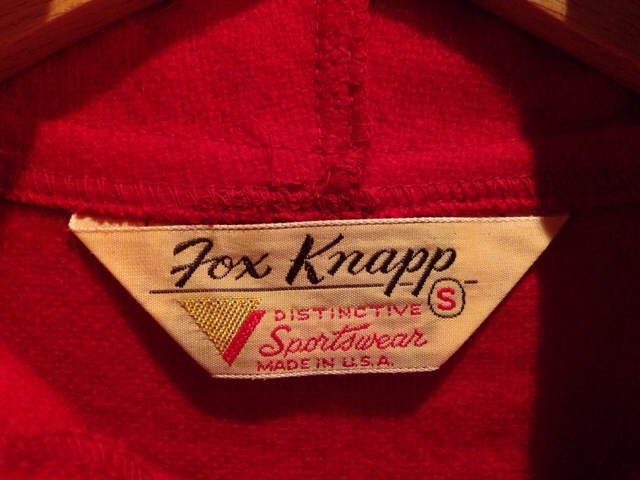 Fox Knapp
S
DISTINCTIVE
Sportswear
MADE IN U.S.A.